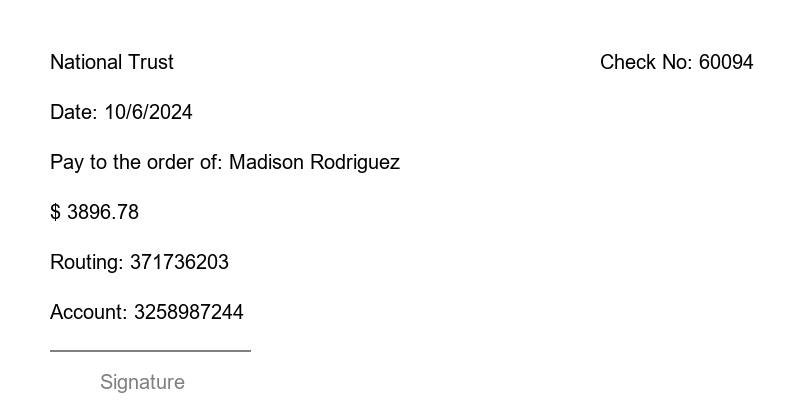 National Trust
Check No: 60094
Date: 10/6/2024
Pay to the order of: Madison Rodriguez
$ 3896.78
Routing: 371736203
Account: 3258987244
Signature